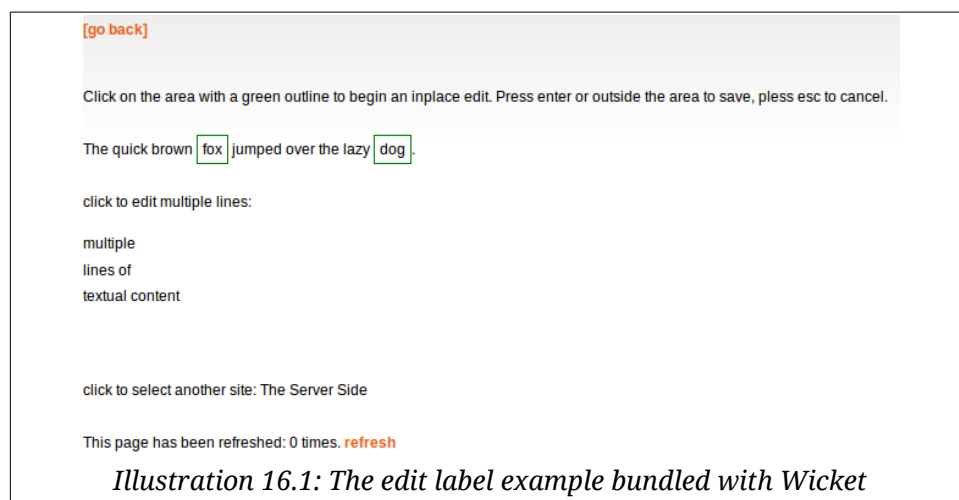 [go back]
Click on the area with a green outline to begin an inplace edit. Press enter or outside the area to save, pless esc to cancel.
The quick brown fox jumped over the lazy dog .
click to edit multiple lines:
multiple
lines of
textual content
click to select another site: The Server Side
This page has been refreshed: 0 times. refresh
Illustration 16.1: The edit label example bundled with Wicket